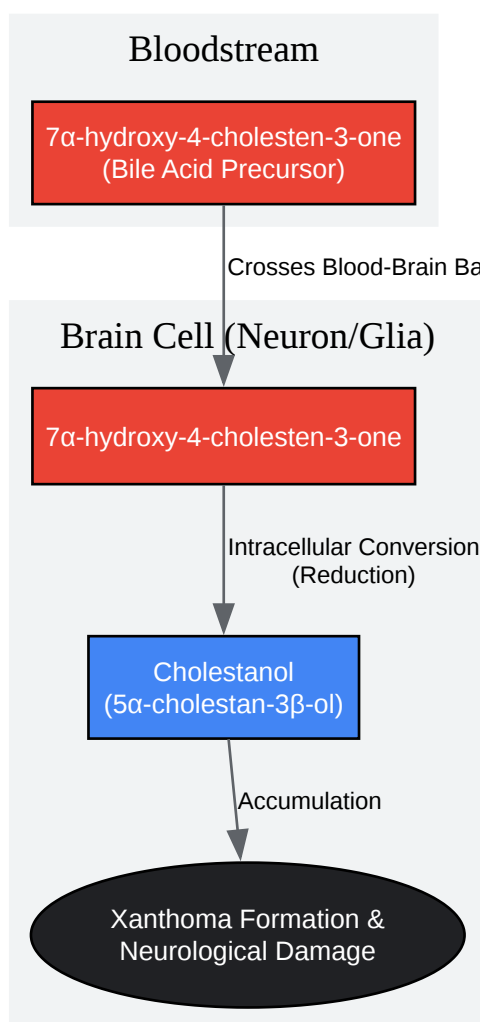 Bloodstream
7α-hydroxy-4-cholesten-3-one
(Bile Acid Precursor)
Crosses Blood-Brain Ba
Brain Cell (Neuron/Glia)
7α-hydroxy-4-cholesten-3-one
Intracellular Conversion
(Reduction)
Cholestanol
(5α-cholestan-3β-ol)
Accumulation
Xanthoma Formation &
Neurological Damage